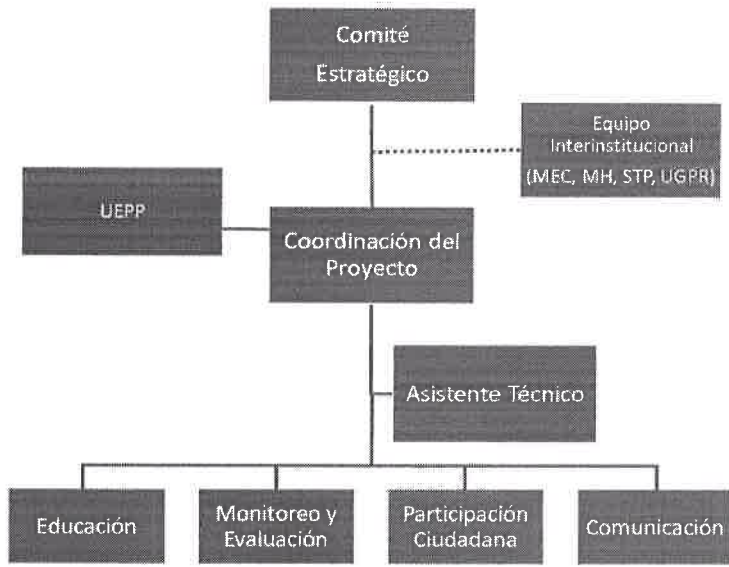 Comité
Estratégico
Equipo
Interinstitucional
(MEC, MH, STP, UGPR)
UEPP
Coordinación del
Proyecto
Asistente Técnico
Educación
Monitoreo y
Evaluación
Participación
Ciudadana
Comunicación